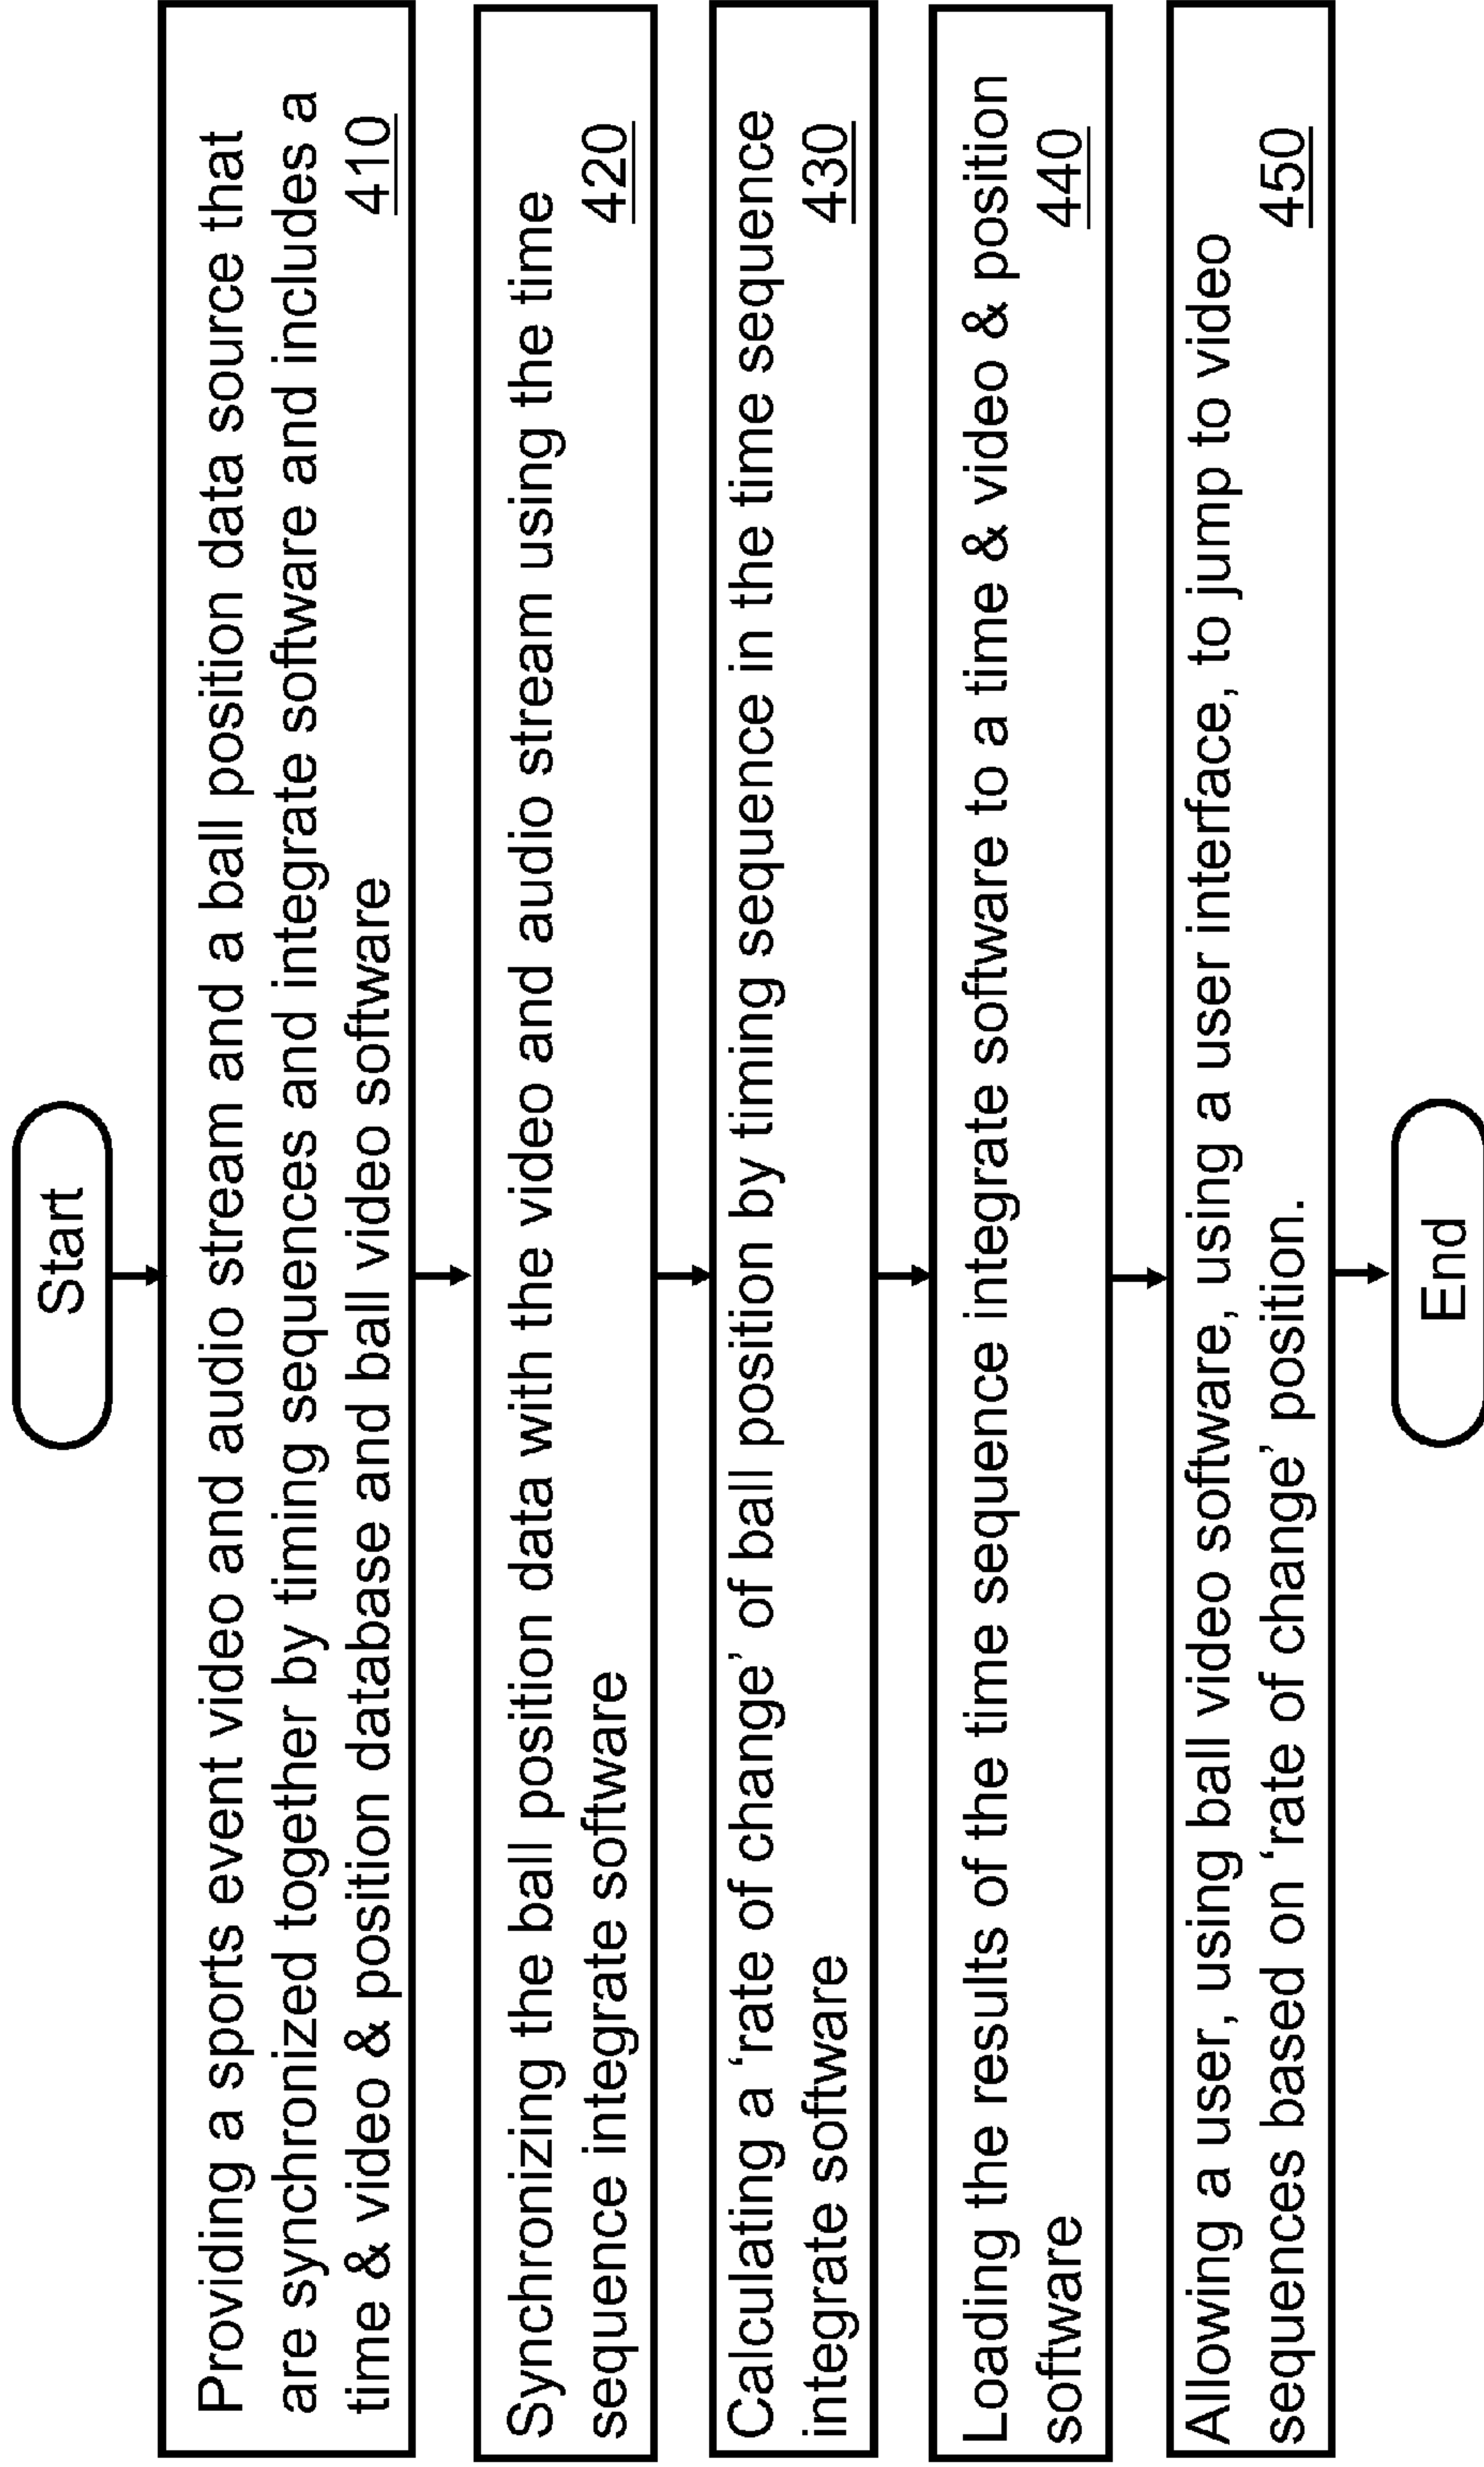 Start
Providing a sports event video and audio stream and a ball position data source that
are synchronized together by timing sequences and integrate software and includes a
time & video & position database and ball video software 410
Synchronizing the ball position data with the video and audio stream using the time
sequence integrate software 420
Calculating a ‘rate of change’ of ball position by timing sequence in the time sequence
integrate software 430
Loading the results of the time sequence integrate software to a time & video & position
software 440
Allowing a user, using ball video software, using a user interface, to jump to video
sequences based on ‘rate of change’ position. 450
End